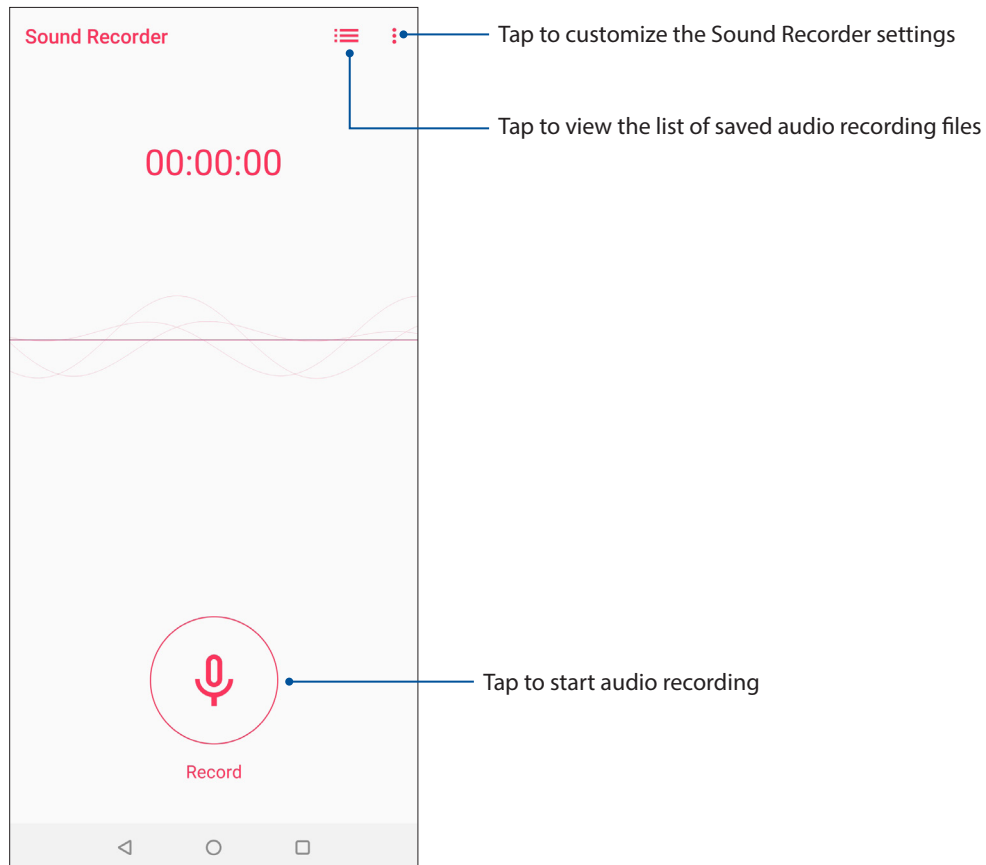 Sound Recorder
Tap to customize the Sound Recorder settings
Tap to view the list of saved audio recording files
00:00:00
Tap to start audio recording
Record